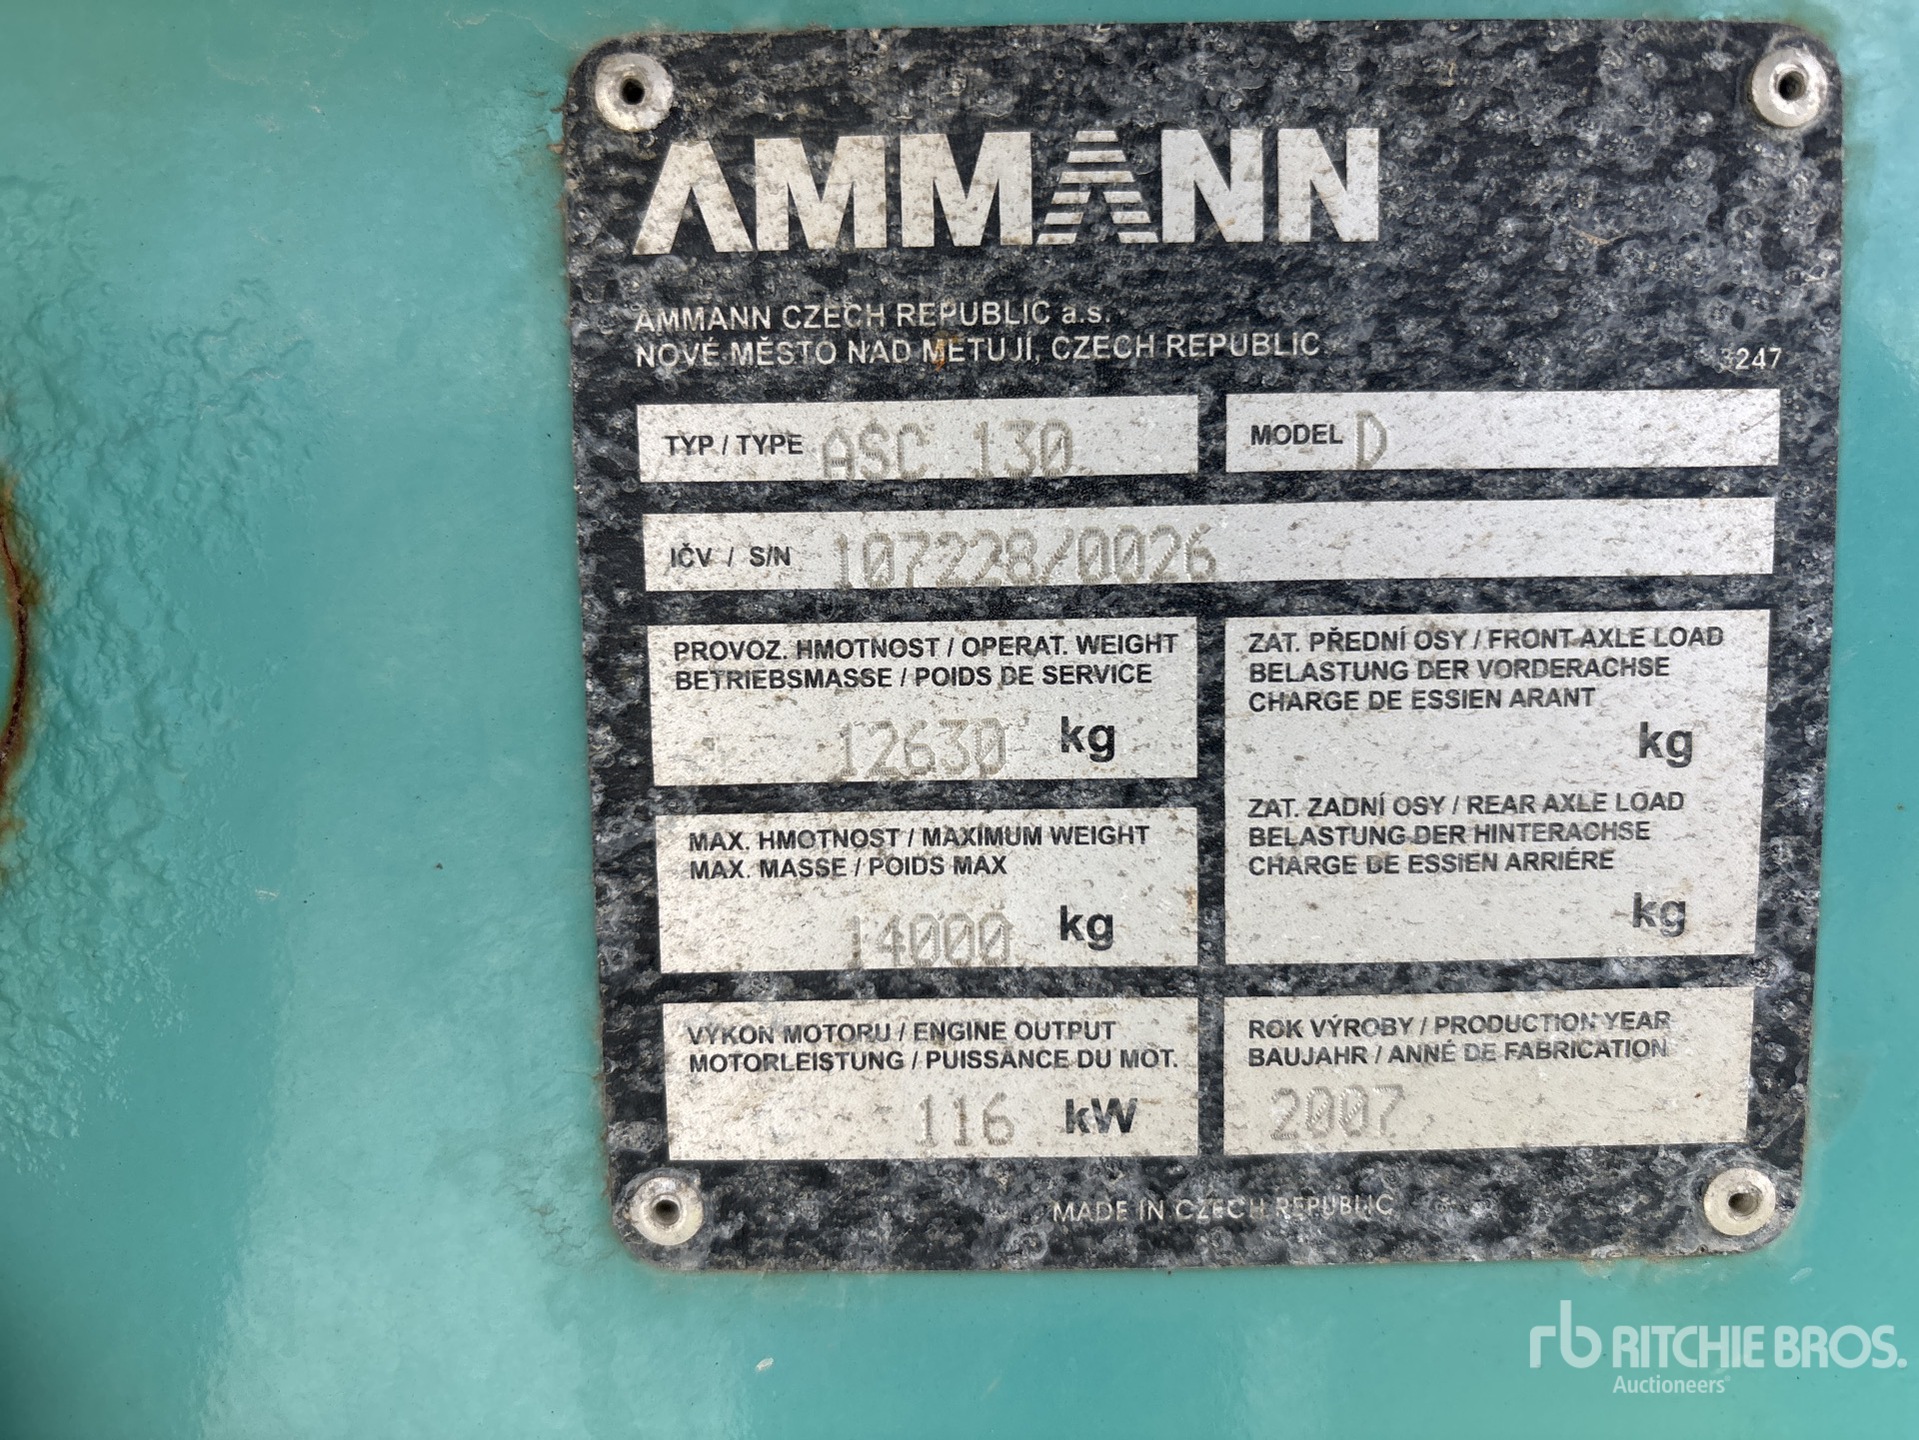 AMMANN
AMMANN CZECH REPUBLIC a.s.
NOVÉ MĚSTO NAD METUJÍ, CZECH REPUBLIC
3247
TYP / TYPE ASC 130
MODEL D
IČV / S/N 107228/0026
PROVOZ. HMOTNOST / OPERAT. WEIGHT
BETRIEBSMASSE / POIDS DE SERVICE
12630 kg
ZAT. PŘEDNÍ OSY / FRONT AXLE LOAD
BELASTUNG DER VORDERACHSE
CHARGE DE ESSIEN ARANT
kg
MAX. HMOTNOST / MAXIMUM WEIGHT
MAX. MASSE / POIDS MAX
14000 kg
ZAT. ZADNÍ OSY / REAR AXLE LOAD
BELASTUNG DER HINTERACHSE
CHARGE DE ESSIEN ARRIÉRE
kg
VÝKON MOTORU / ENGINE OUTPUT
MOTORLEISTUNG / PUISSANCE DU MOT.
116 kW
ROK VÝROBY / PRODUCTION YEAR
BAUJAHR / ANNÉ DE FABRICATION
2007
MADE IN CZECH REPUBLIC
rb RITCHIE BROS.
Auctioneers